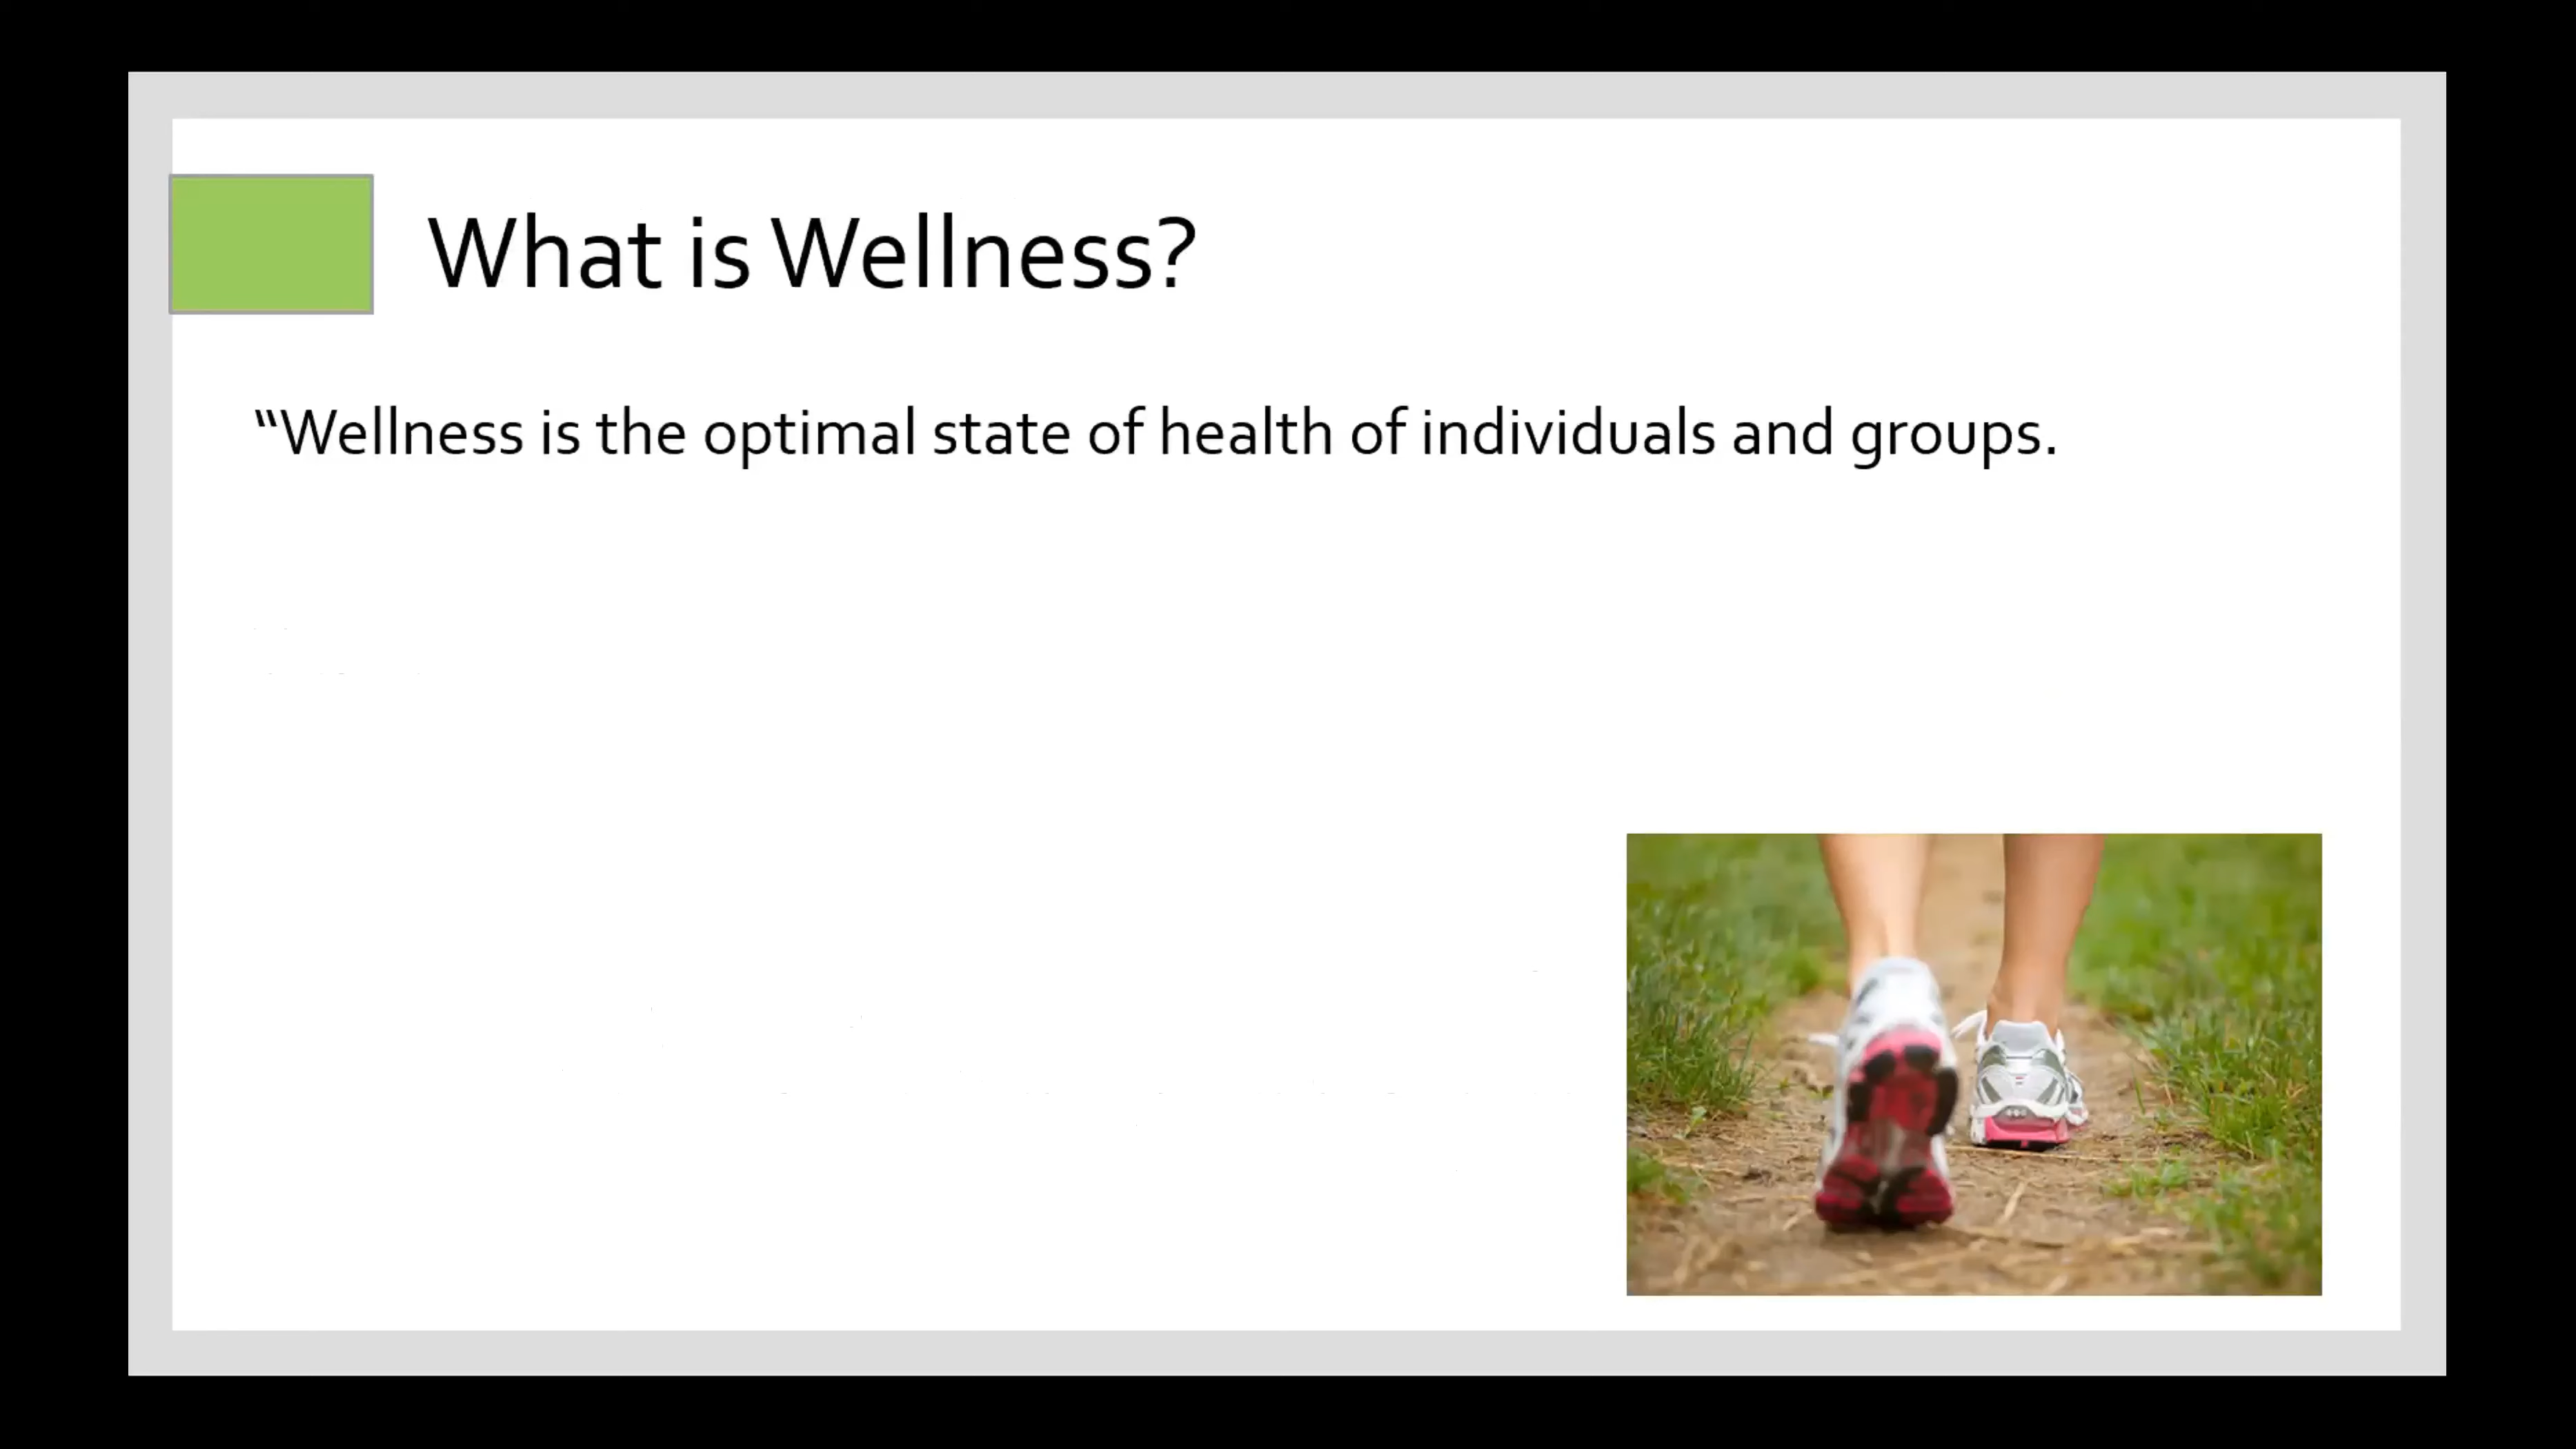 What is Wellness?
“Wellness is the optimal state of health of individuals and groups.